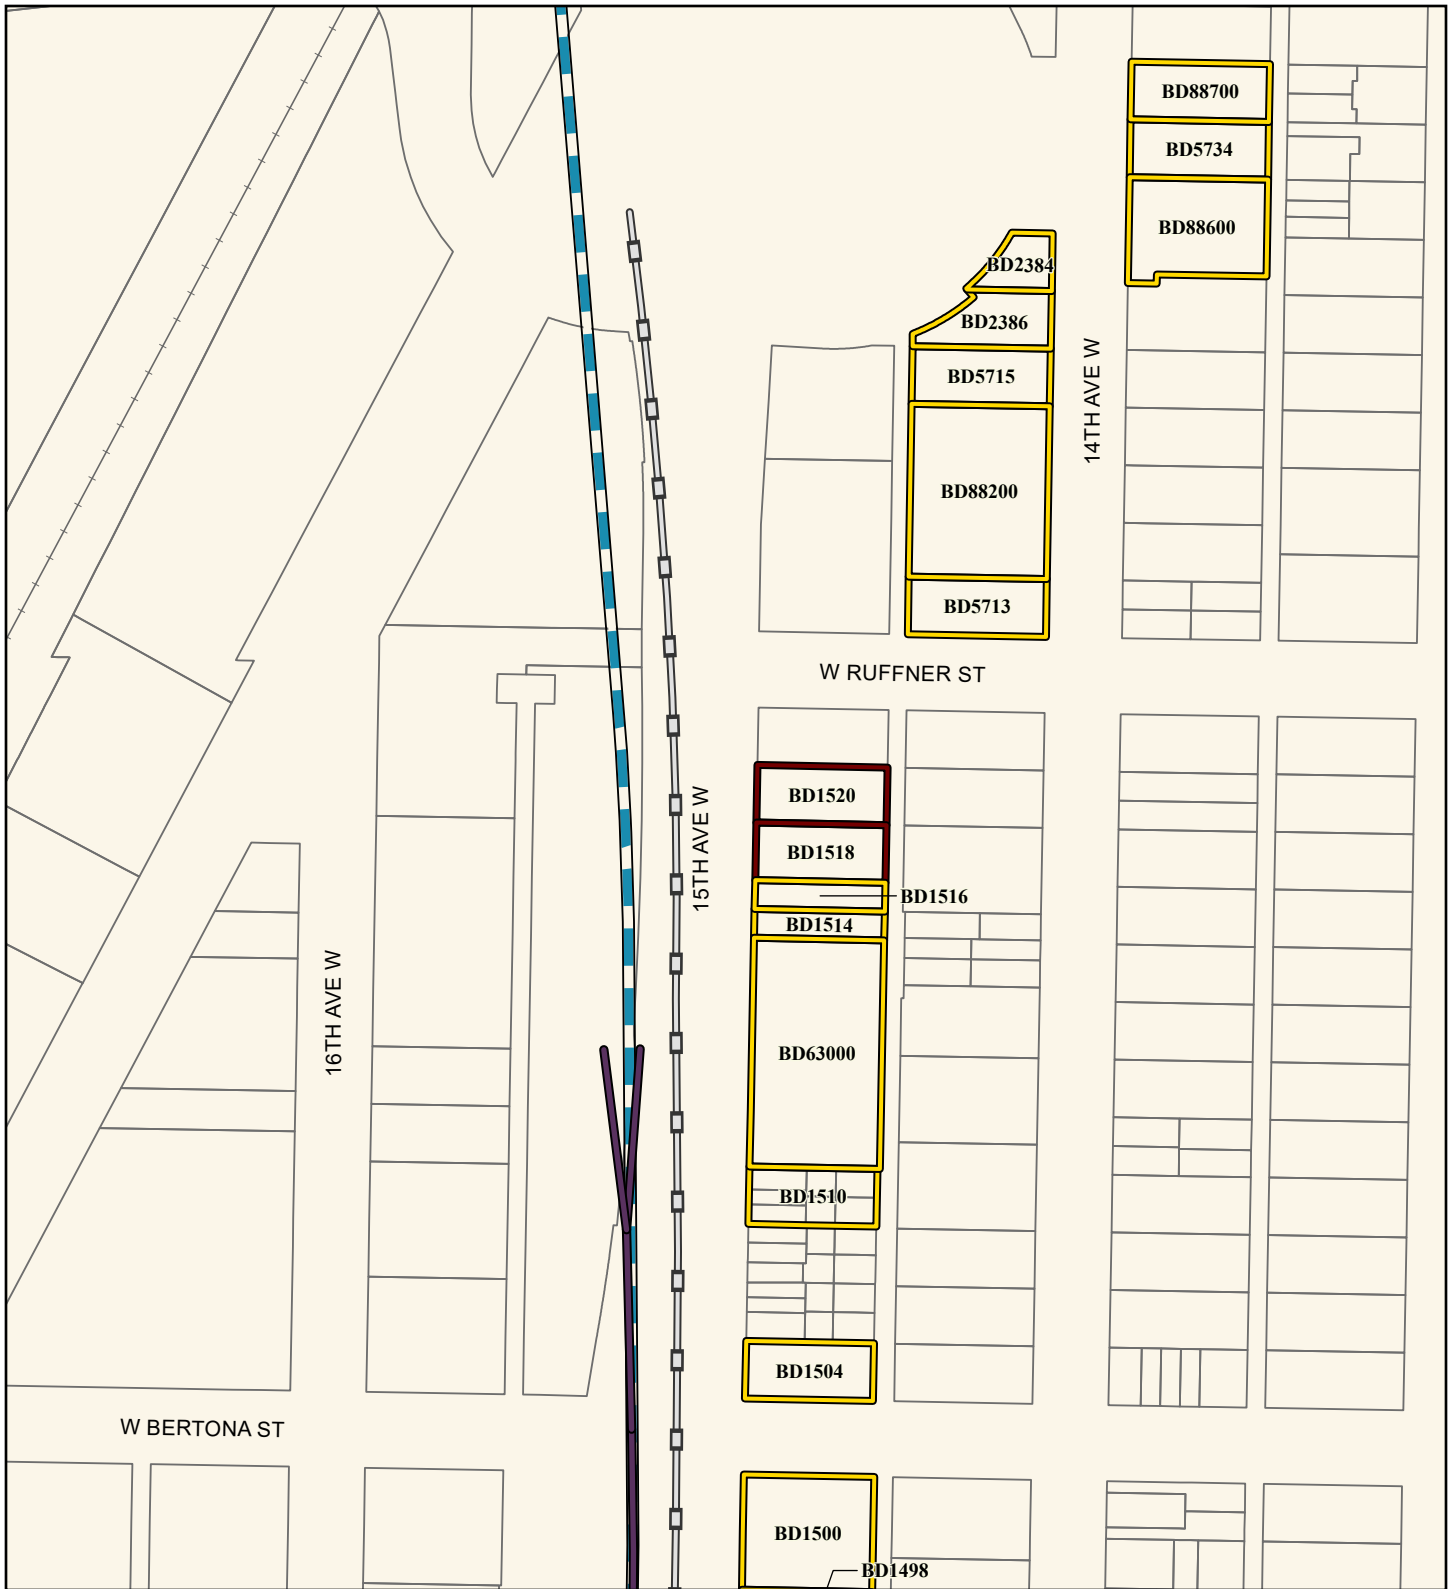 BD88700
BD5734
BD88600
BD2384
BD2386
BD5715
14TH AVE W
BD88200
BD5713
W RUFFNER ST
BD1520
15TH AVE W
BD1518
BD1516
BD1514
16TH AVE W
BD63000
BD1510
BD1504
W BERTONA ST
BD1500
BD1498